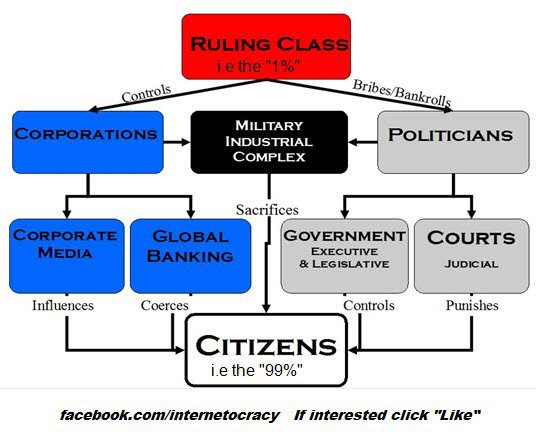 RULING CLASS
i.e the "1%"
Controls
Bribes/Bankrolls
CORPORATIONS
MILITARY
INDUSTRIAL
COMPLEX
POLITICIANS
Sacrifices
CORPORATE
MEDIA
GLOBAL
BANKING
GOVERNMENT
EXECUTIVE
& LEGISLATIVE
COURTS
JUDICIAL
Influences
Coerces
Controls
Punishes
CITIZENS
i.e the "99%"
facebook.com/internetocracy If interested click "Like"